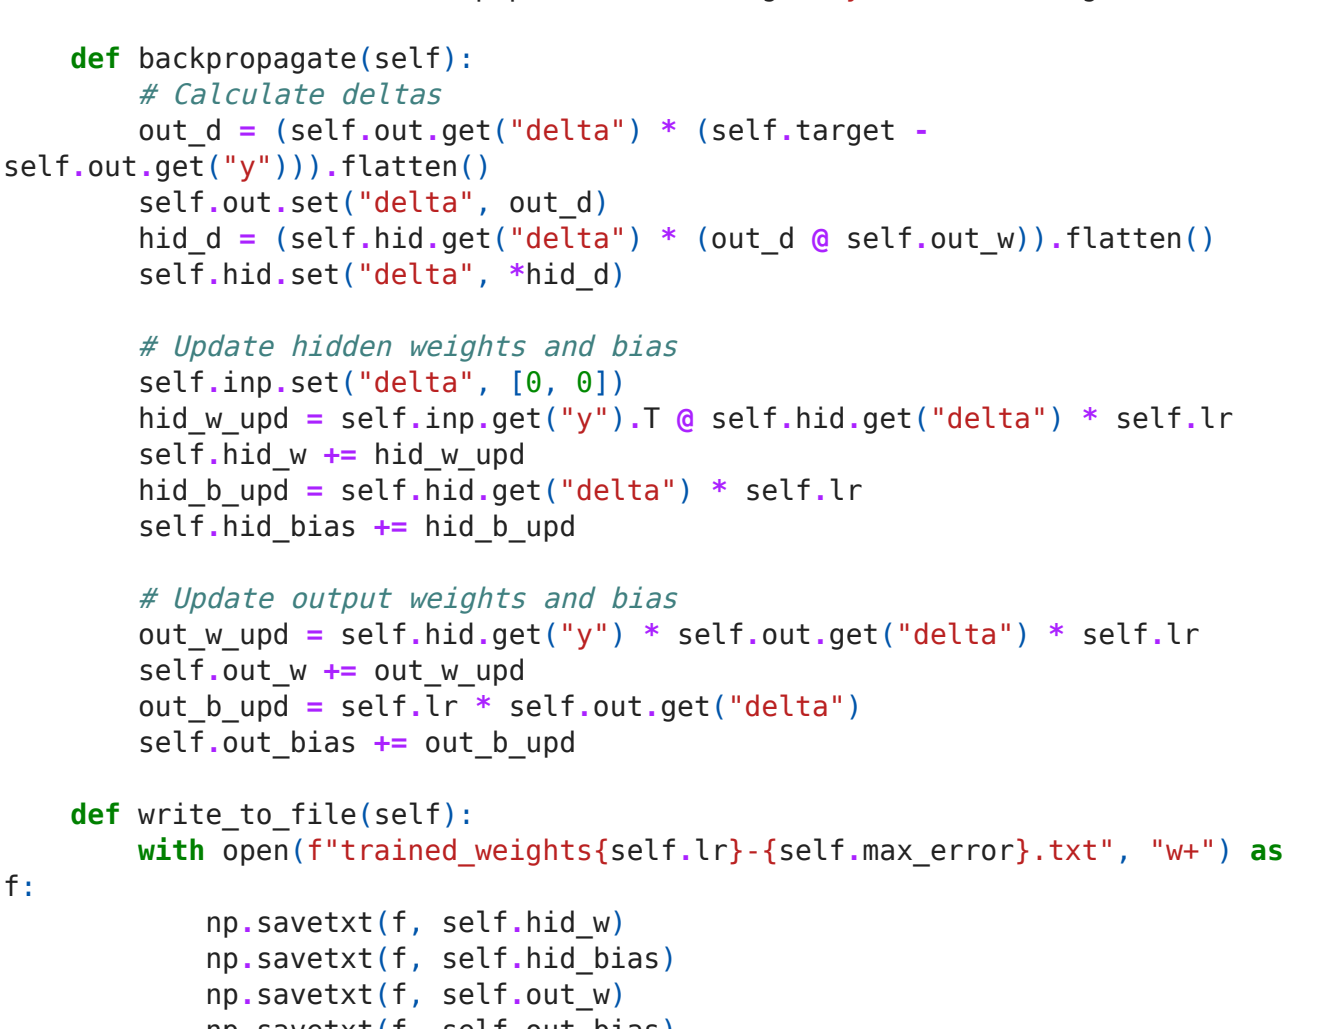 def backpropagate(self):
# Calculate deltas
out_d = (self.out.get("delta") * (self.target -
self.out.get("y"))).flatten()
self.out.set("delta", out_d)
hid_d = (self.hid.get("delta") * (out_d @ self.out_w)).flatten()
self.hid.set("delta", *hid_d)
# Update hidden weights and bias
self.inp.set("delta", [0, 0])
hid_w_upd = self.inp.get("y").T @ self.hid.get("delta") * self.lr
self.hid_w += hid_w_upd
hid_b_upd = self.hid.get("delta") * self.lr
self.hid_bias += hid_b_upd
# Update output weights and bias
out_w_upd = self.hid.get("y") * self.out.get("delta") * self.lr
self.out_w += out_w_upd
out_b_upd = self.lr * self.out.get("delta")
self.out_bias += out_b_upd
def write_to_file(self):
with open(f"trained_weights{self.lr}-{self.max_error}.txt", "w+") as
f:
np.savetxt(f, self.hid_w)
np.savetxt(f, self.hid_bias)
np.savetxt(f, self.out_w)
np.savetxt(f, self.out_bias)